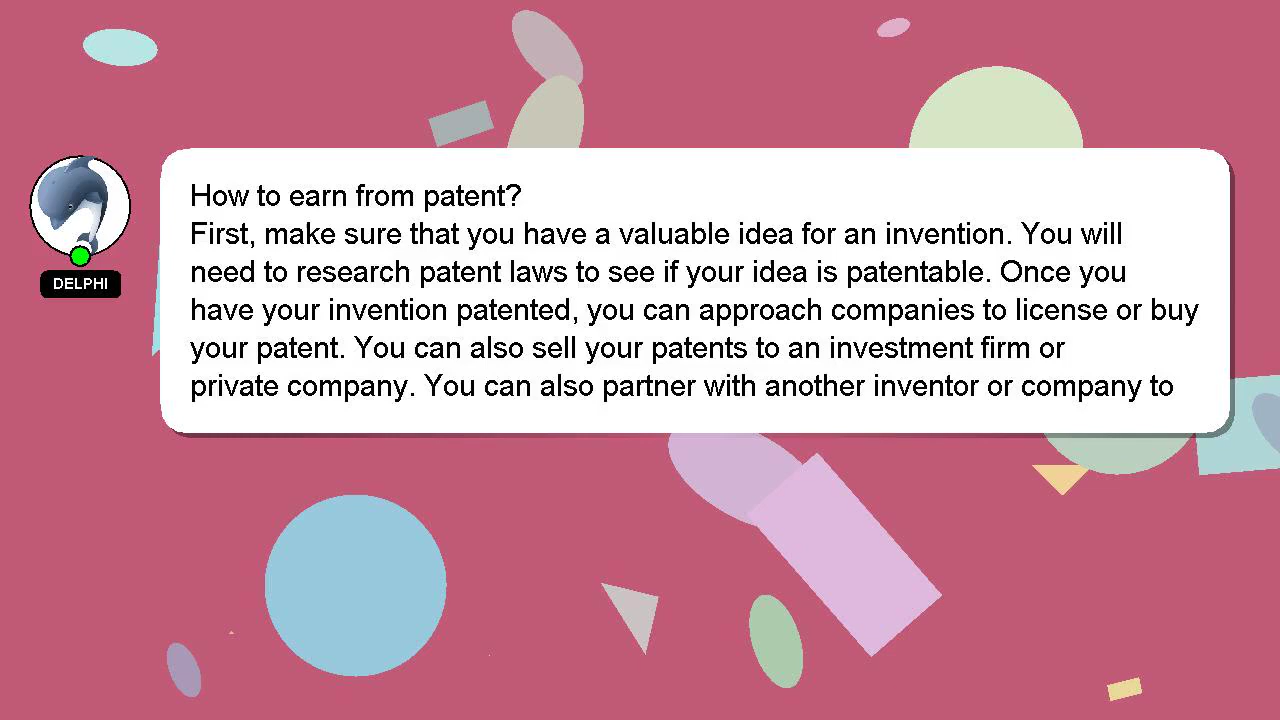 How to earn from patent?
First, make sure that you have a valuable idea for an invention. You will
need to research patent laws to see if your idea is patentable. Once you
have your invention patented, you can approach companies to license or buy
your patent. You can also sell your patents to an investment firm or
private company. You can also partner with another inventor or company to
DELPHI